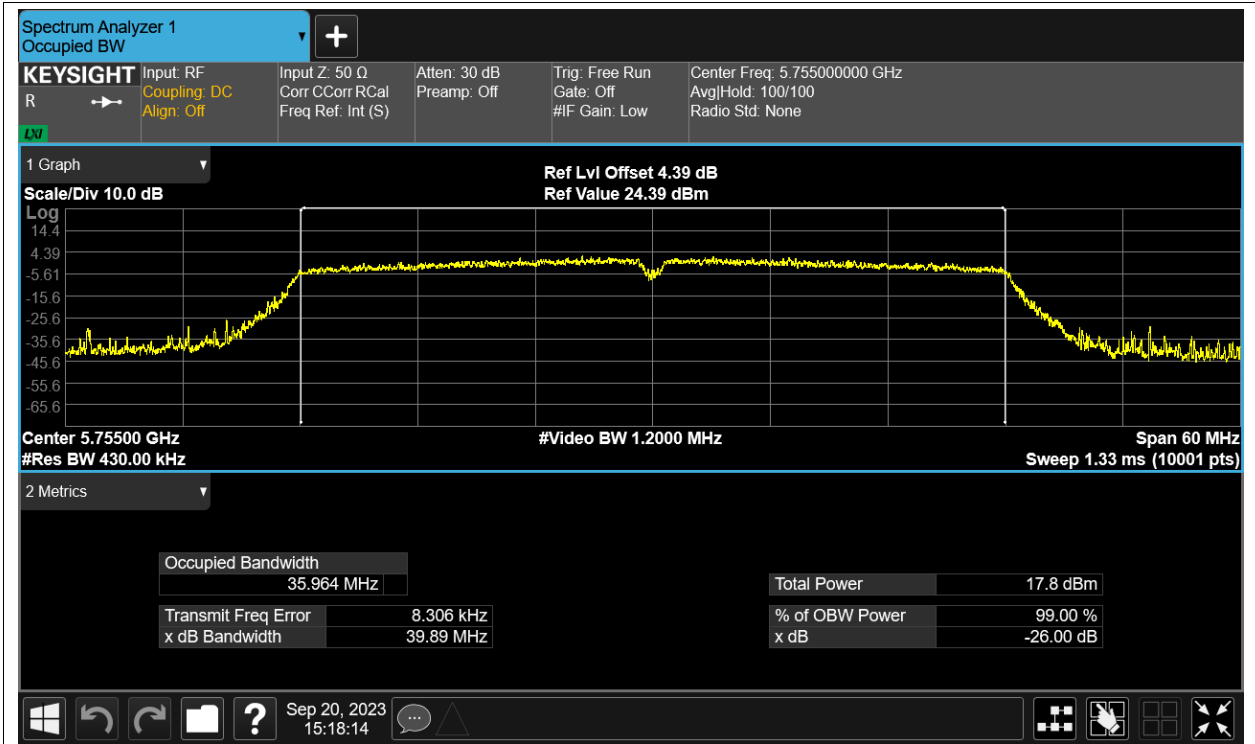 Spectrum Analyzer 1
Occupied BW
KEYSIGHT
R
LXI
Input: RF
Coupling: DC
Align: Off
Input Z: 50 Ω
Corr CCorr RCal
Freq Ref: Int (S)
Atten: 30 dB
Preamp: Off
Trig: Free Run
Gate: Off
#IF Gain: Low
Center Freq: 5.755000000 GHz
Avg|Hold: 100/100
Radio Std: None
1 Graph
Scale/Div 10.0 dB
Ref Lvl Offset 4.39 dB
Ref Value 24.39 dBm
Log
14.4
4.39
-5.61
-15.6
-25.6
-35.6
-45.6
-55.6
-65.6
Center 5.75500 GHz
#Res BW 430.00 kHz
#Video BW 1.2000 MHz
Span 60 MHz
Sweep 1.33 ms (10001 pts)
2 Metrics
Occupied Bandwidth
35.964 MHz
Transmit Freq Error 8.306 kHz
x dB Bandwidth 39.89 MHz
Total Power 17.8 dBm
% of OBW Power 99.00 %
x dB -26.00 dB
?
Sep 20, 2023
15:18:14